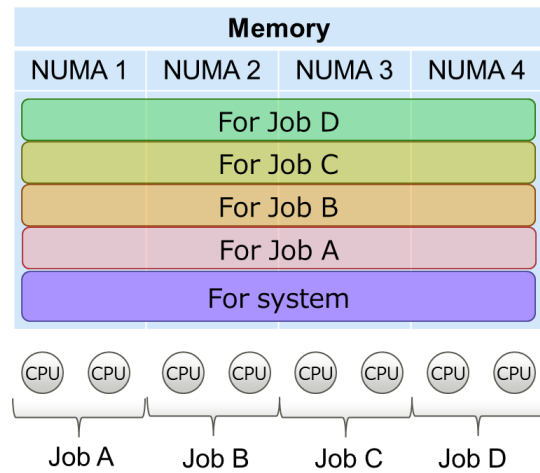 Memory
NUMA 1 NUMA 2 NUMA 3 NUMA 4
For Job D
For Job C
For Job B
For Job A
For system
CPU CPU CPU CPU CPU CPU CPU CPU
Job A Job B Job C Job D